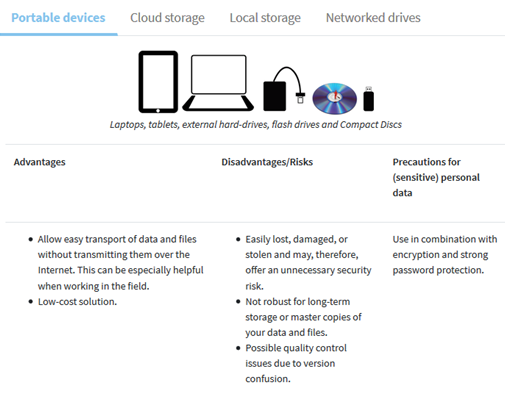 Portable devices Cloud storage Local storage Networked drives
Laptops, tablets, external hard-drives, flash drives and Compact Discs
Advantages
Disadvantages/Risks
Precautions for
(sensitive) personal
data
• Allow easy transport of data and files
without transmitting them over the
Internet. This can be especially helpful
when working in the field.
• Low-cost solution.
• Easily lost, damaged, or
stolen and may, therefore,
offer an unnecessary security
risk.
• Not robust for long-term
storage or master copies of
your data and files.
• Possible quality control
issues due to version
confusion.
Use in combination with
encryption and strong
password protection.